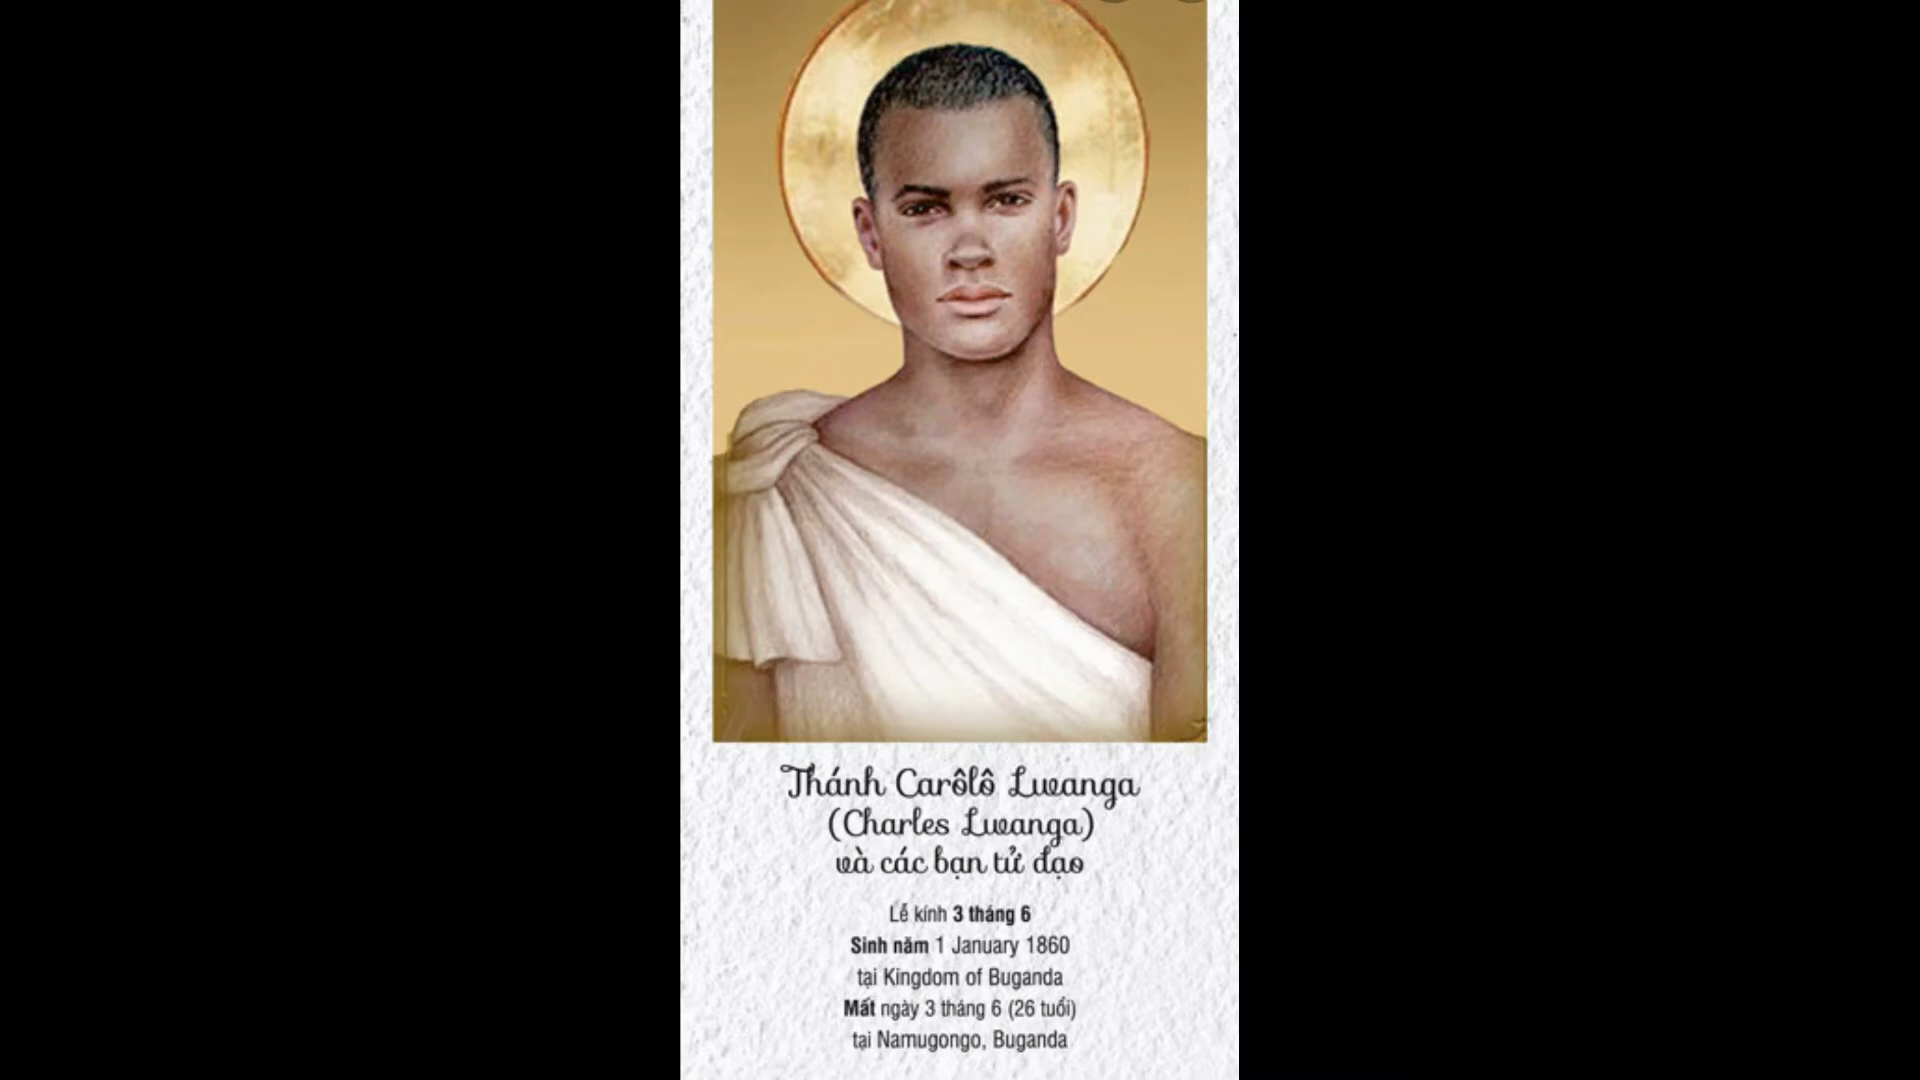 Thánh Carôlô Lwanga
(Charles Lwanga)
và các bạn tử đạo
Lễ kính 3 tháng 6
Sinh năm 1 January 1860
tại Kingdom of Buganda
Mất ngày 3 tháng 6 (26 tuổi)
tại Namugongo, Buganda